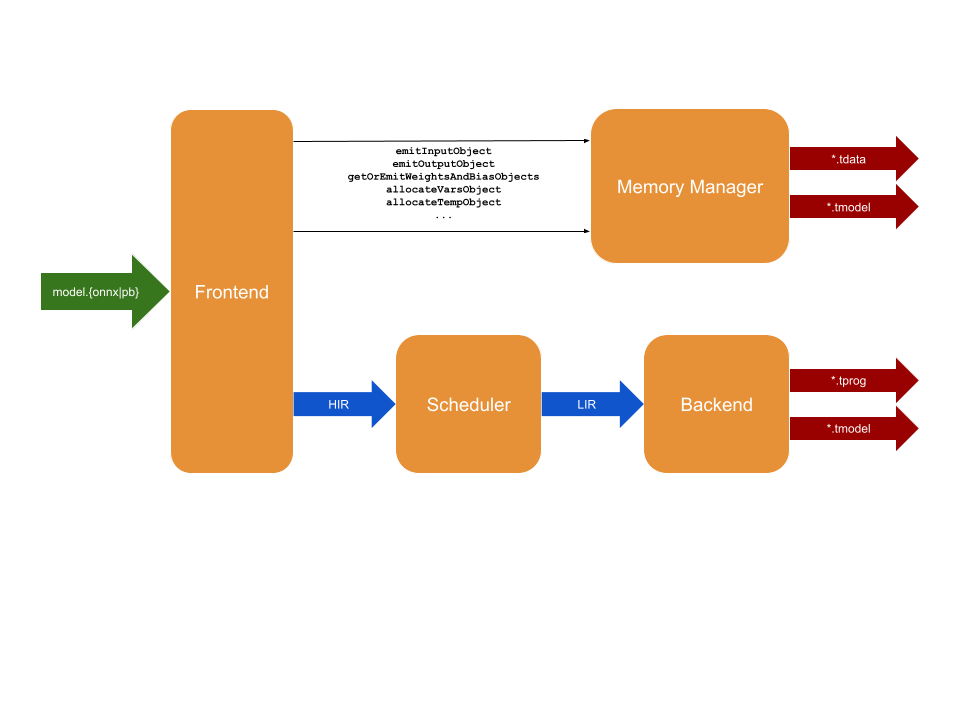 emitInputObject
emitOutputObject
getOrEmitWeightsAndBiasObjects
allocateVarsObject
allocateTempObject
...
Memory Manager
*.tdata
*.tmodel
model.{onnx|pb}
Frontend
HIR
Scheduler
LIR
Backend
*.tprog
*.tmodel